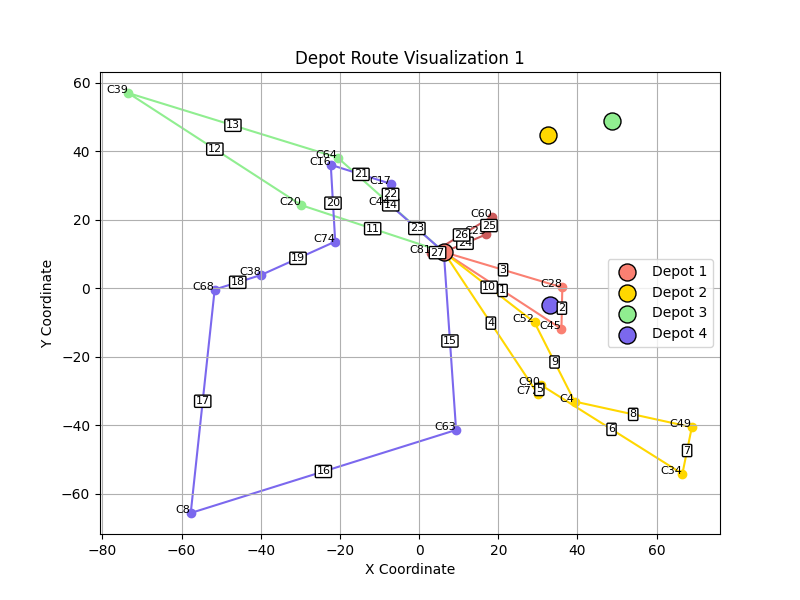 Depot Route Visualization 1
60
40
20
0
−20
−40
−60
Y Coordinate
−80
−60
−40
−20
0
20
40
60
X Coordinate
Depot 1
Depot 2
Depot 3
Depot 4
C39
13
12
C64
C16
21
C17
22
14
C20
20
11
23
C60
25
26
24
C81
27
C74
19
C38
18
C68
3
10
1
C28
2
C52
C45
4
15
9
17
C90
5
C4
8
6
C49
7
C34
C63
16
C8